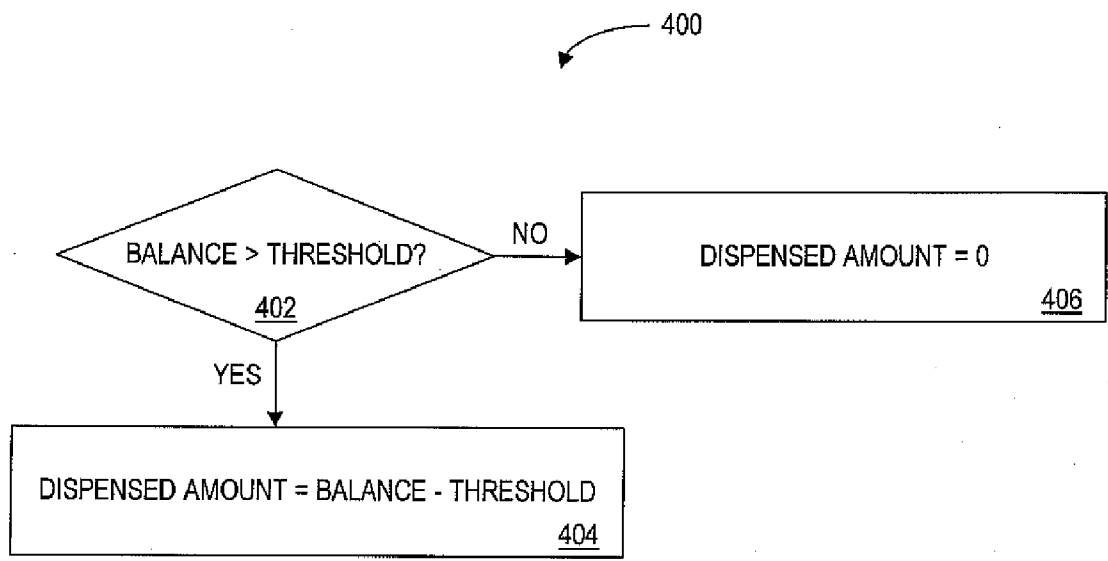 400
BALANCE > THRESHOLD?
402
NO
DISPENSED AMOUNT = 0
406
YES
DISPENSED AMOUNT = BALANCE - THRESHOLD
404